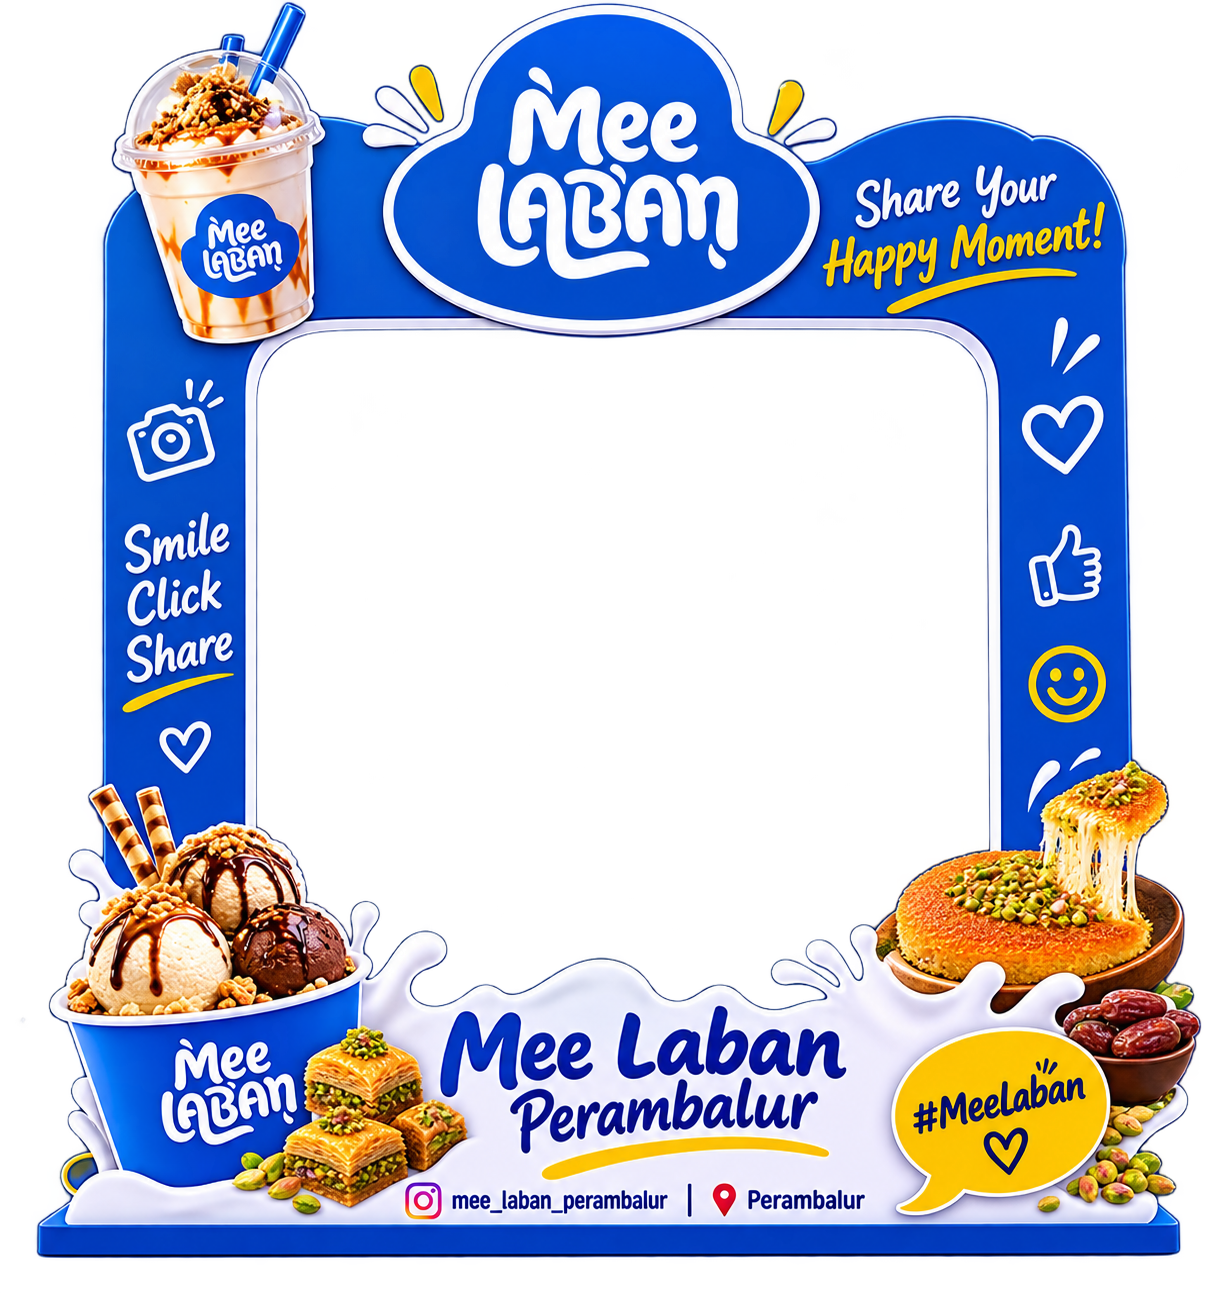 Mee
LABAN
Mee
LABAN
Share Your
Happy Moment!
Smile
Click
Share
Mee
LABAN
Mee Laban
Perambalur
#MeeLaban
mee_laban_perambalur | Perambalur